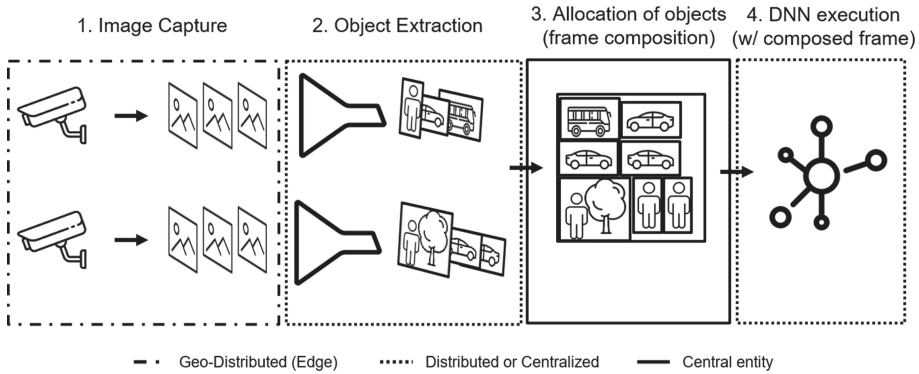 1. Image Capture
2. Object Extraction
3. Allocation of objects
(frame composition)
4. DNN execution
(w/ composed frame)
Geo-Distributed (Edge)
Distributed or Centralized
Central entity